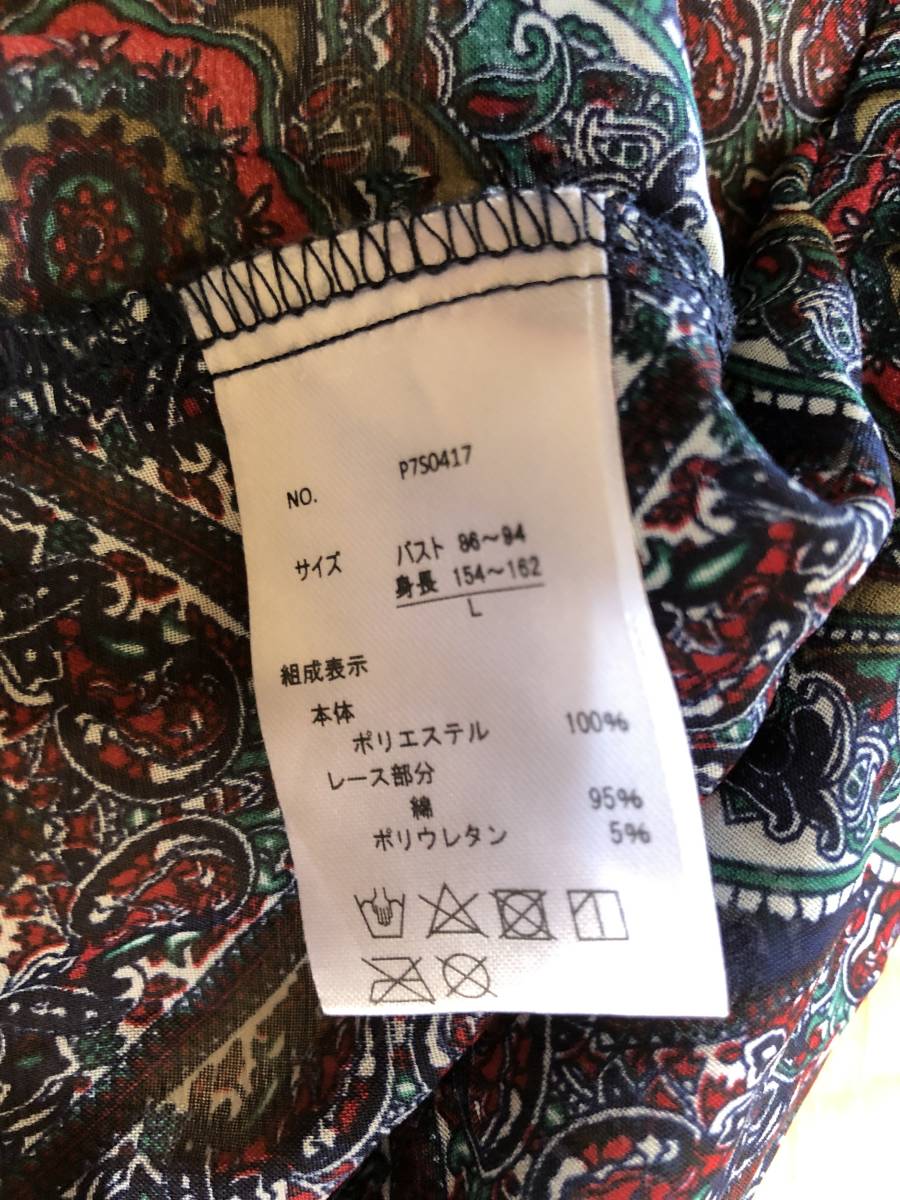 NO. P7S0417
サイズ バスト 86～94
身長 154～162
L
組成表示
本体
ポリエステル 100%
レース部分
綿 95%
ポリウレタン 5%